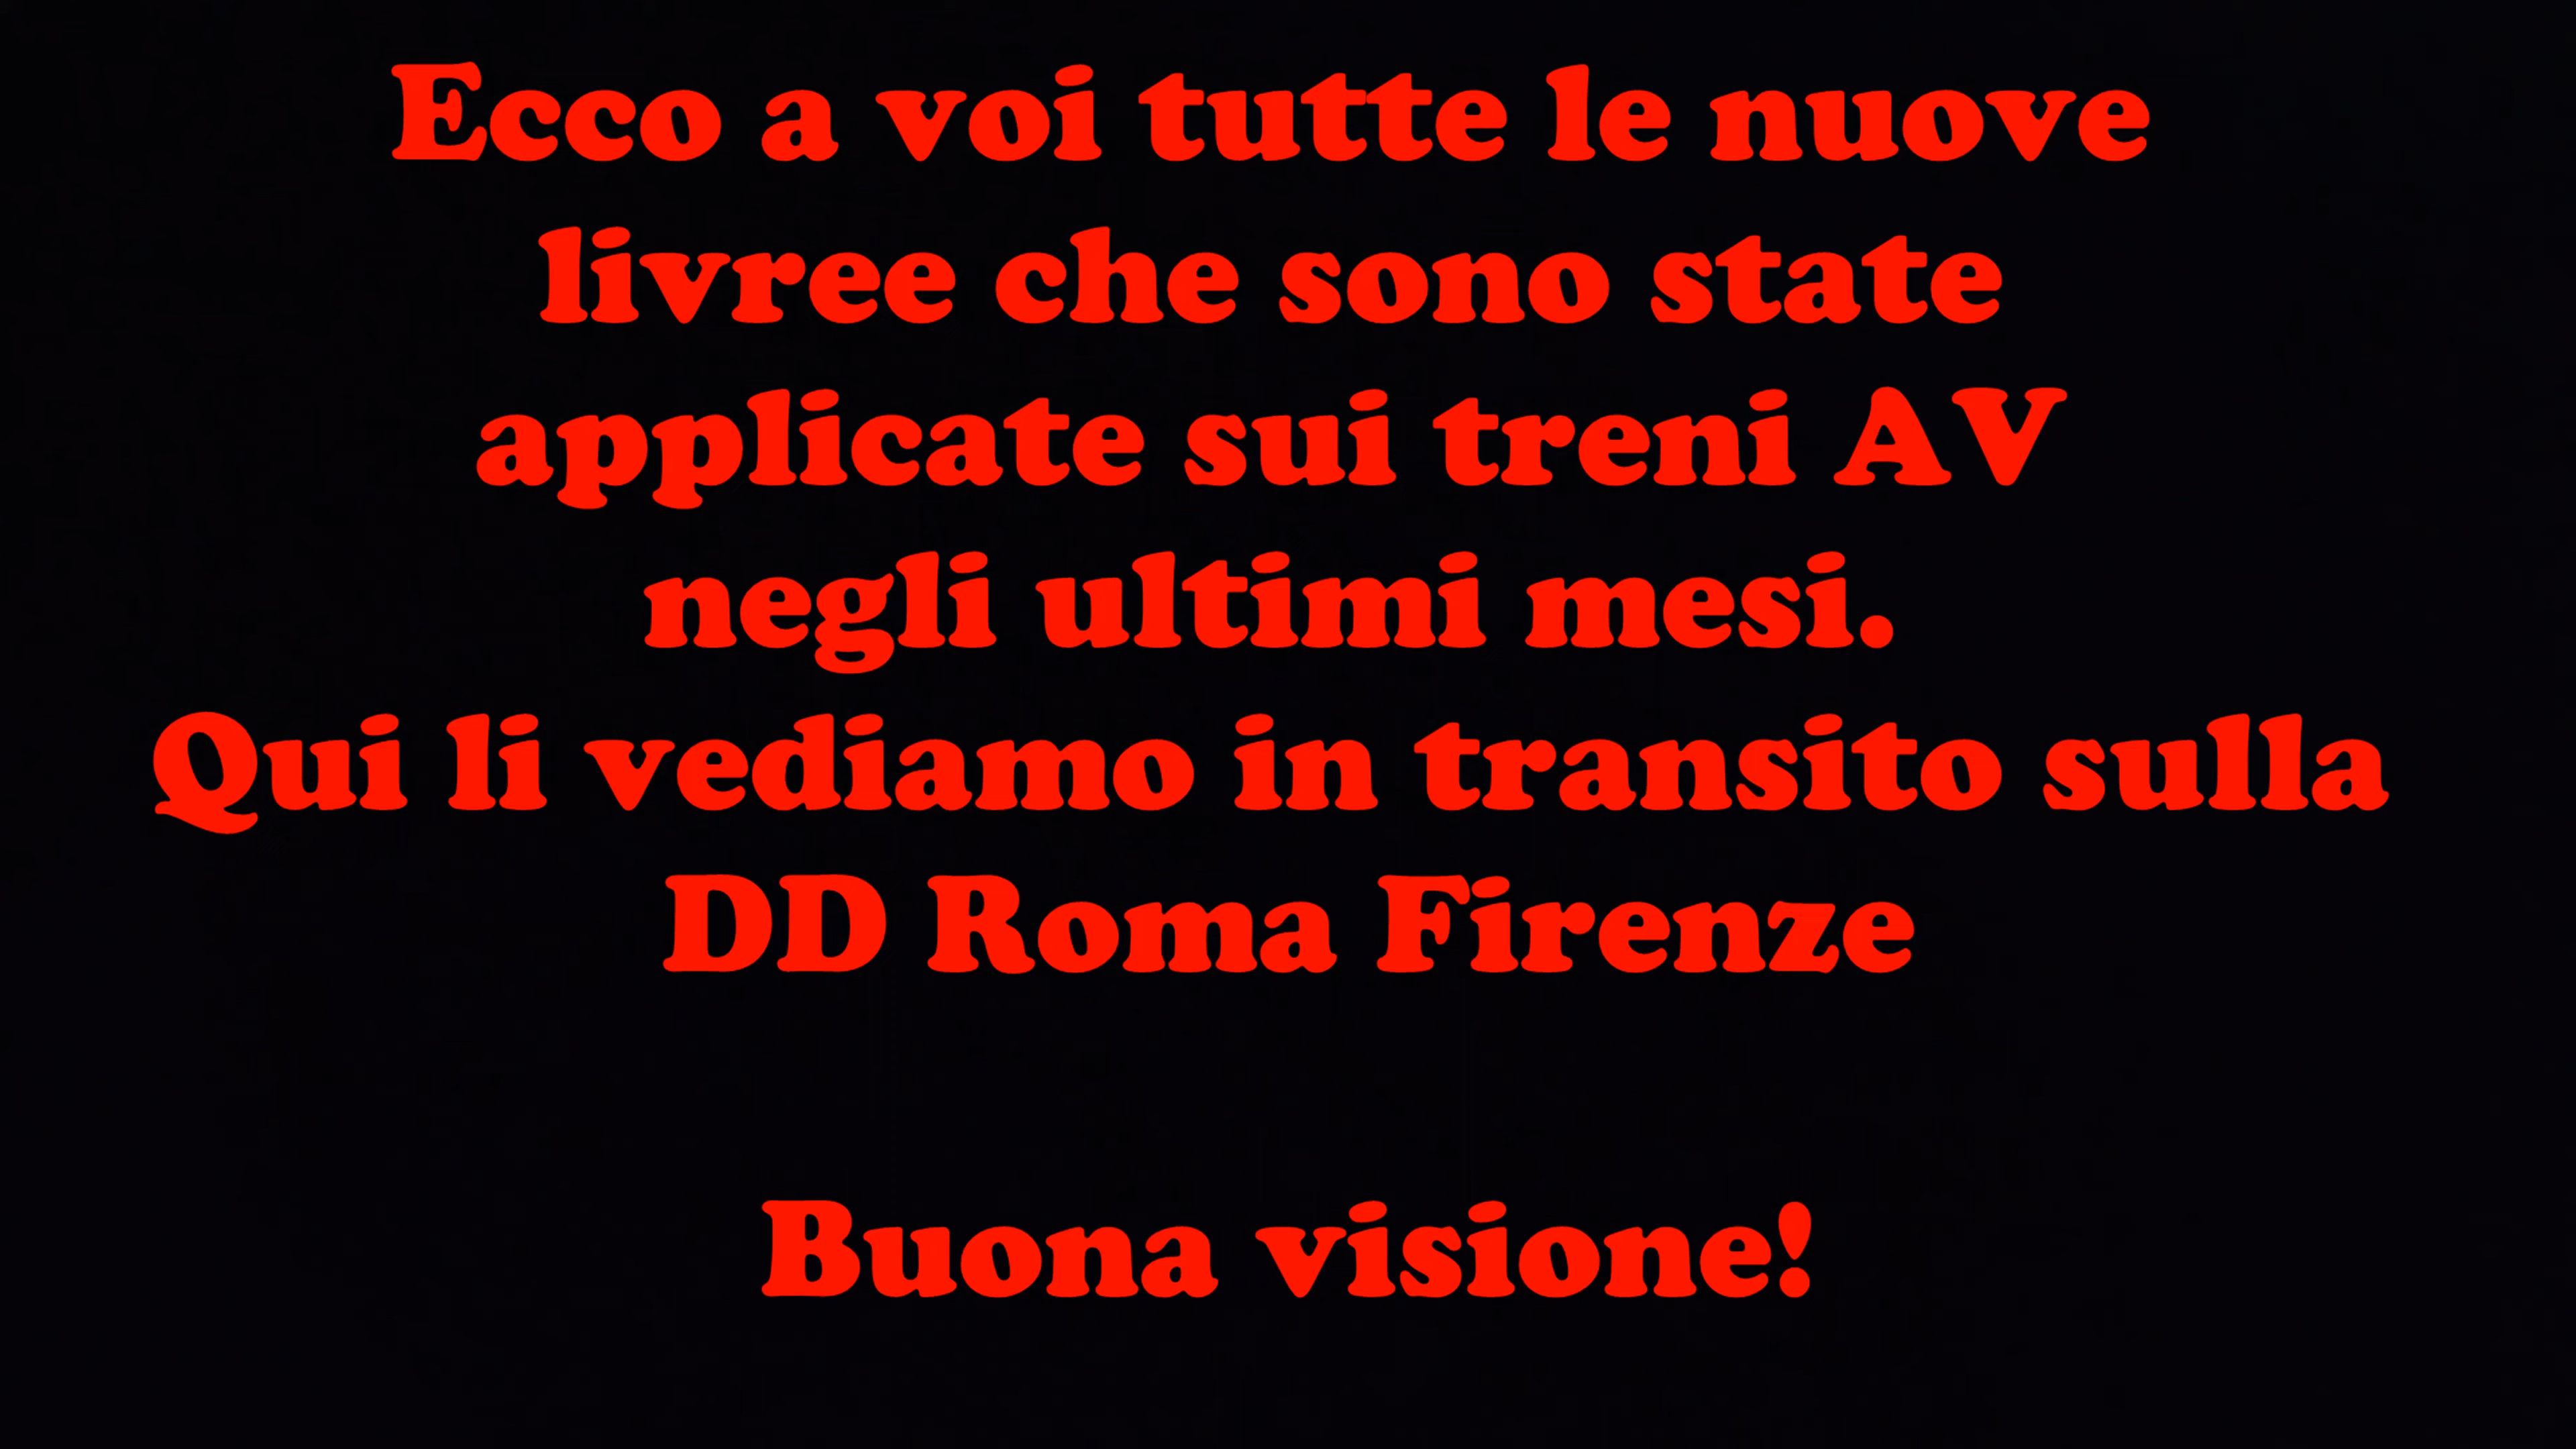 Ecco a voi tutte le nuove
livree che sono state
applicate sui treni AV
negli ultimi mesi.
Qui li vediamo in transito sulla
DD Roma Firenze
Buona visione!